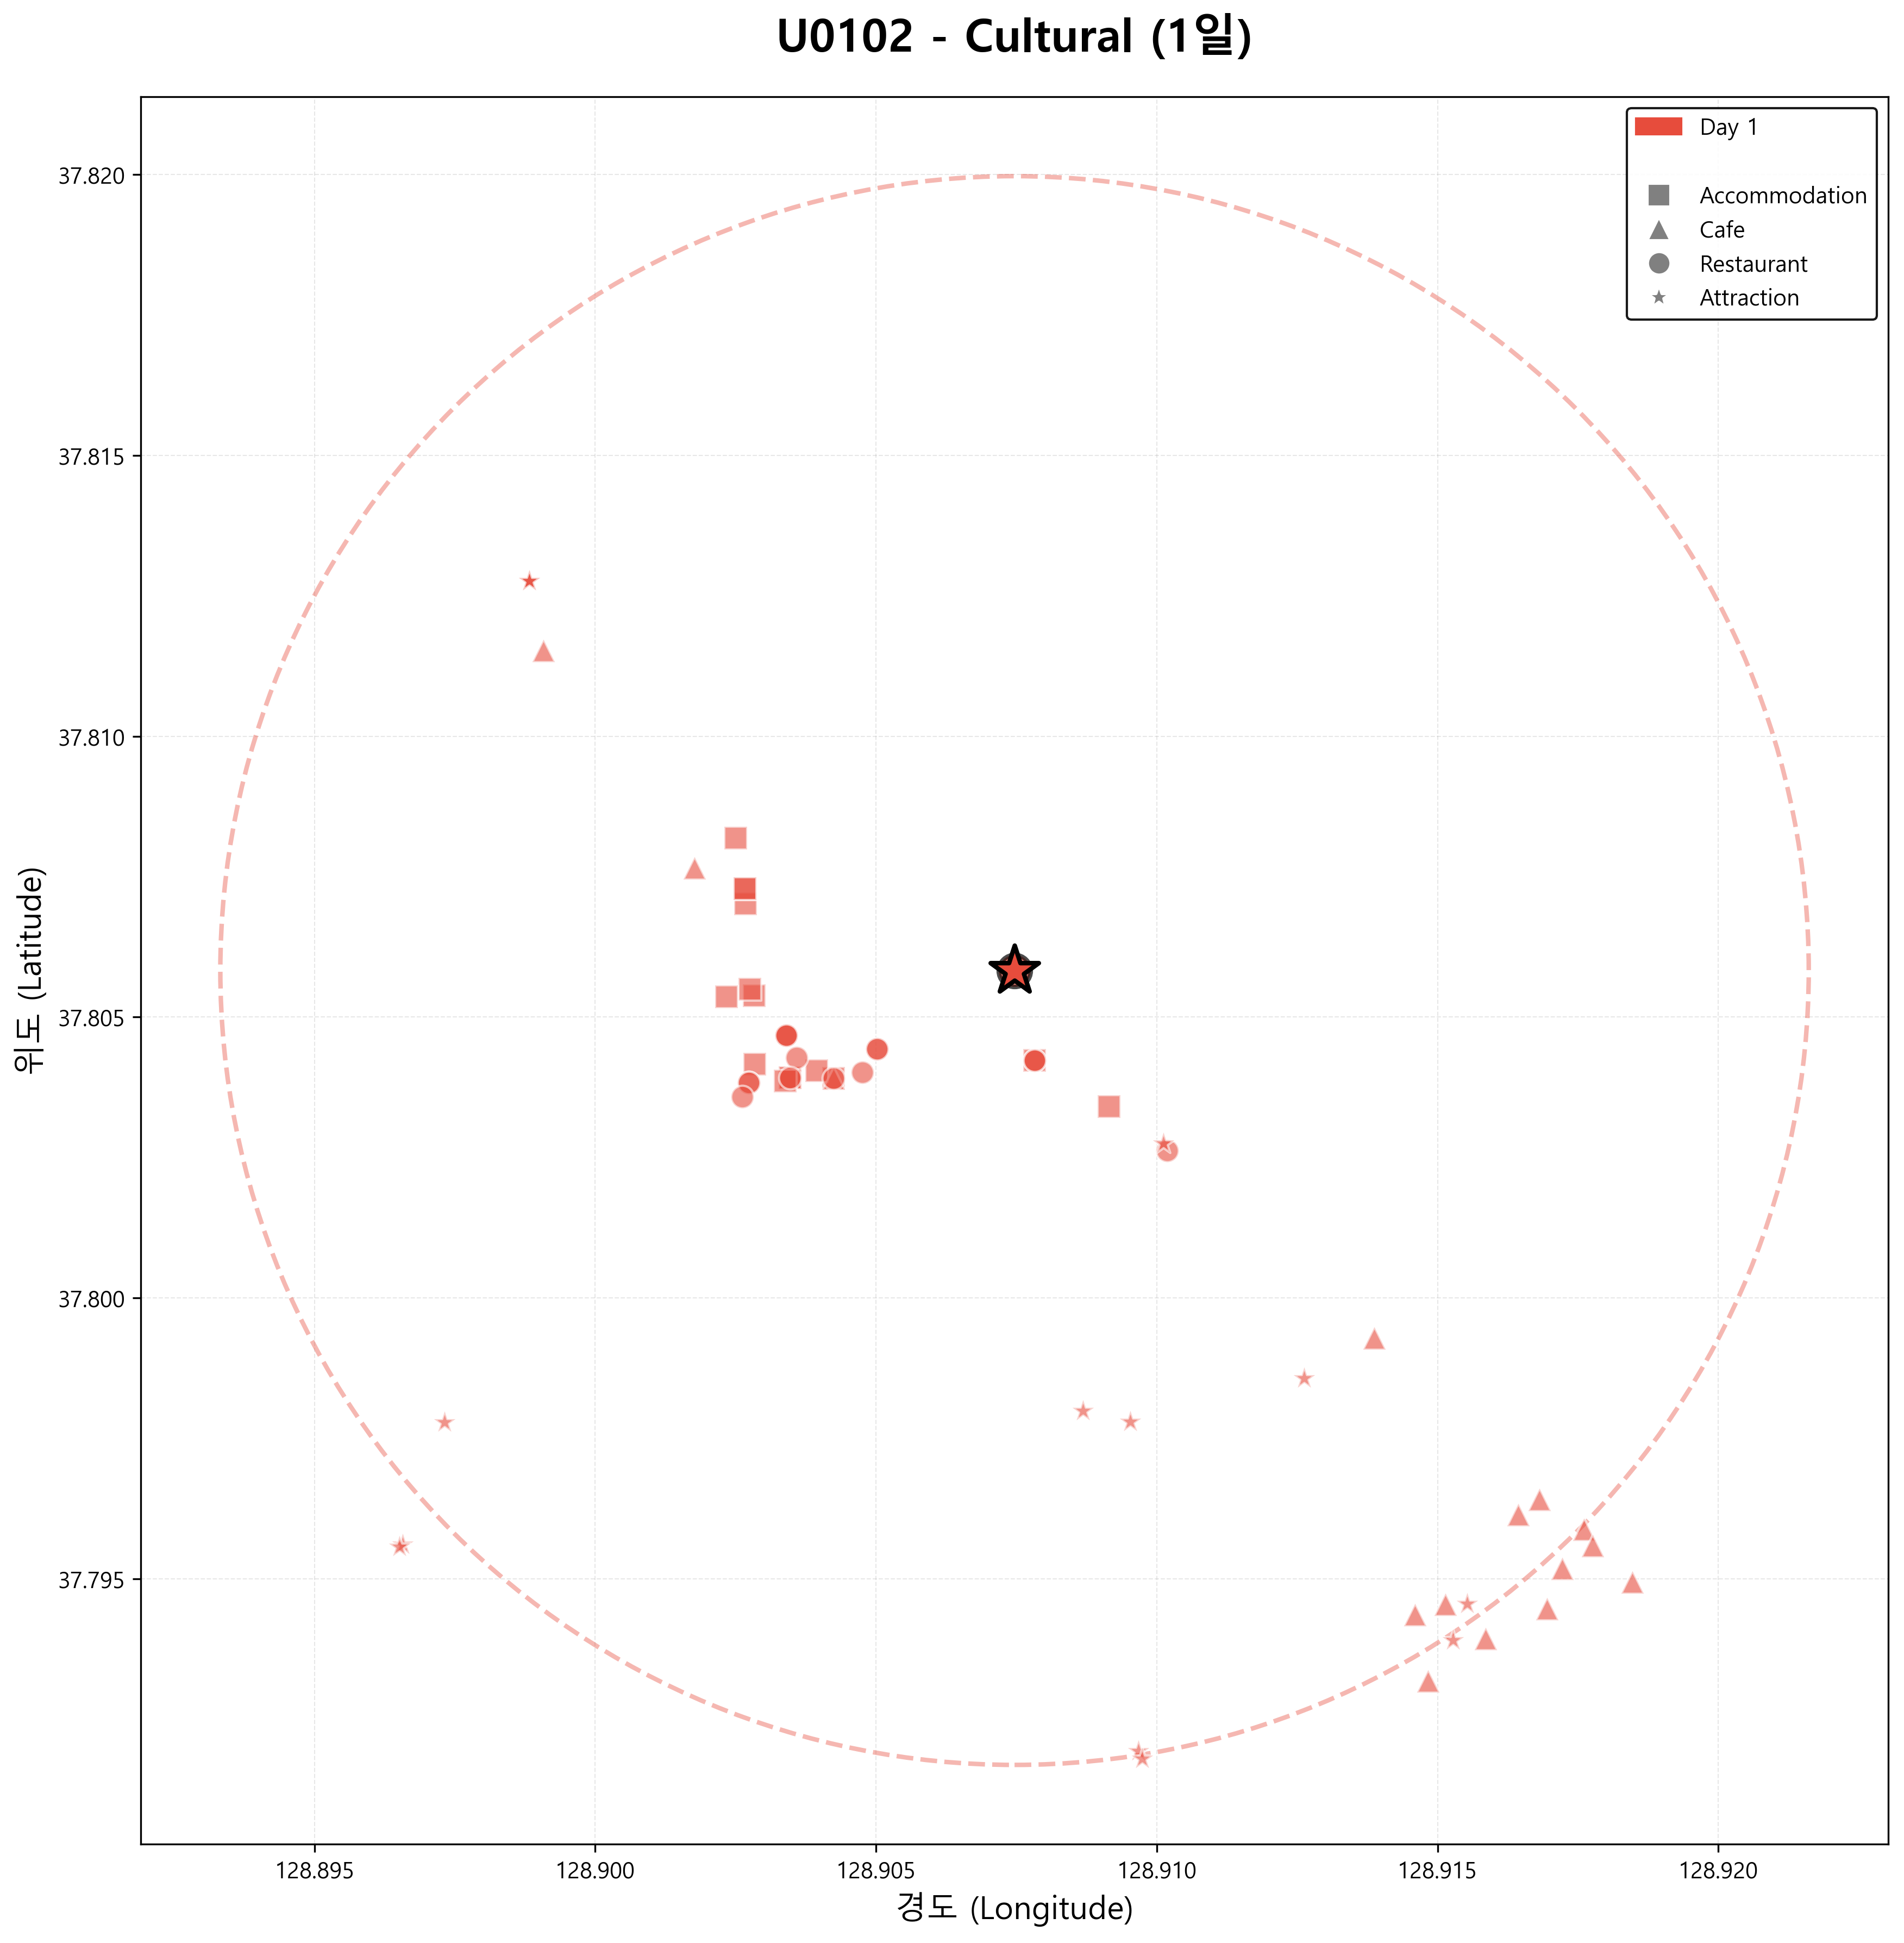 U0102 - Cultural (1일)
Day 1
Accommodation
Cafe
Restaurant
Attraction
37.820
37.815
37.810
37.805
37.800
37.795
위도 (Latitude)
128.895 128.900 128.905 128.910 128.915 128.920
경도 (Longitude)